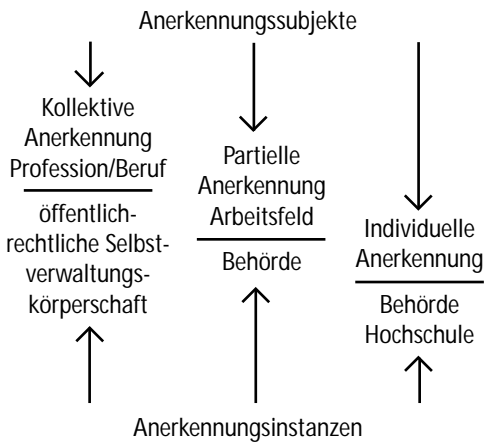 Anerkennungssubjekte
Kollektive
Anerkennung
Profession/Beruf
öffentlich-
rechtliche Selbst-
verwaltungs-
körperschaft
Partielle
Anerkennung
Arbeitsfeld
Behörde
Individuelle
Anerkennung
Behörde
Hochschule
Anerkennungsinstanzen